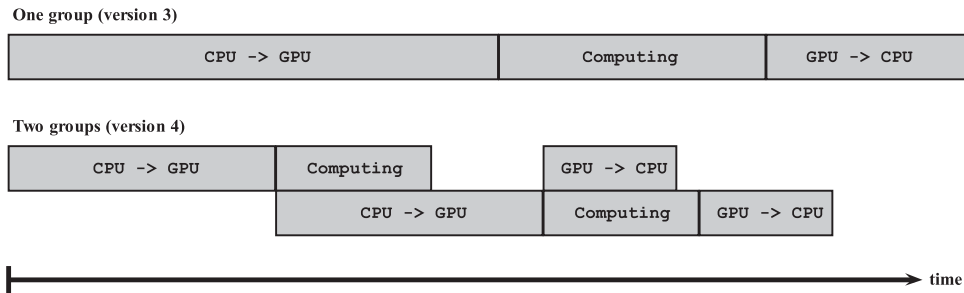 One group (version 3)
CPU -> GPU Computing GPU -> CPU
Two groups (version 4)
CPU -> GPU Computing GPU -> CPU
CPU -> GPU Computing GPU -> CPU
time